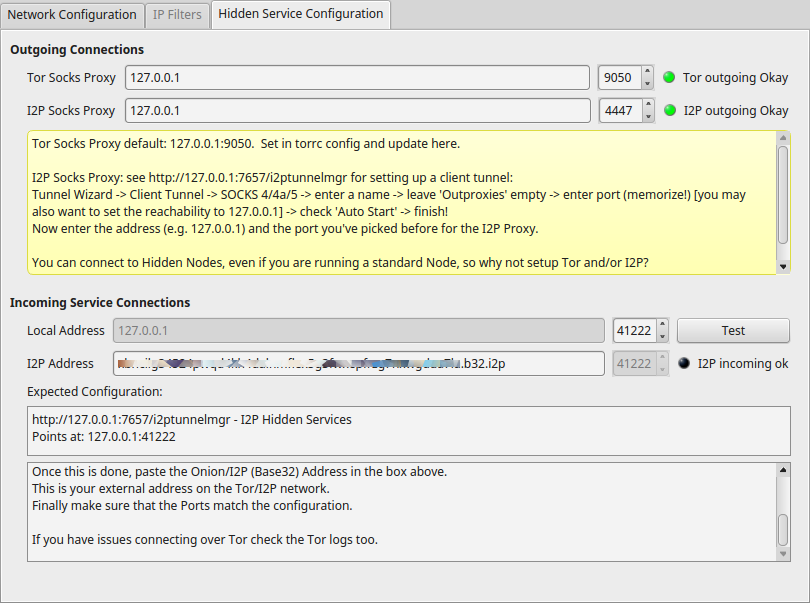 Network Configuration IP Filters Hidden Service Configuration
Outgoing Connections
Tor Socks Proxy 127.0.0.1 9050 Tor outgoing Okay
I2P Socks Proxy 127.0.0.1 4447 I2P outgoing Okay
Tor Socks Proxy default: 127.0.0.1:9050.  Set in torrc config and update here.
I2P Socks Proxy: see http://127.0.0.1:7657/i2ptunnelmgr for setting up a client tunnel:
Tunnel Wizard -> Client Tunnel -> SOCKS 4/4a/5 -> enter a name -> leave 'Outproxies' empty -> enter port (memorize!) [you may
also want to set the reachability to 127.0.0.1] -> check 'Auto Start' -> finish!
Now enter the address (e.g. 127.0.0.1) and the port you've picked before for the I2P Proxy.
You can connect to Hidden Nodes, even if you are running a standard Node, so why not setup Tor and/or I2P?
Incoming Service Connections
Local Address 127.0.0.1 41222 Test
I2P Address .b32.i2p 41222 I2P incoming ok
Expected Configuration:
http://127.0.0.1:7657/i2ptunnelmgr - I2P Hidden Services
Points at: 127.0.0.1:41222
Once this is done, paste the Onion/I2P (Base32) Address in the box above.
This is your external address on the Tor/I2P network.
Finally make sure that the Ports match the configuration.
If you have issues connecting over Tor check the Tor logs too.